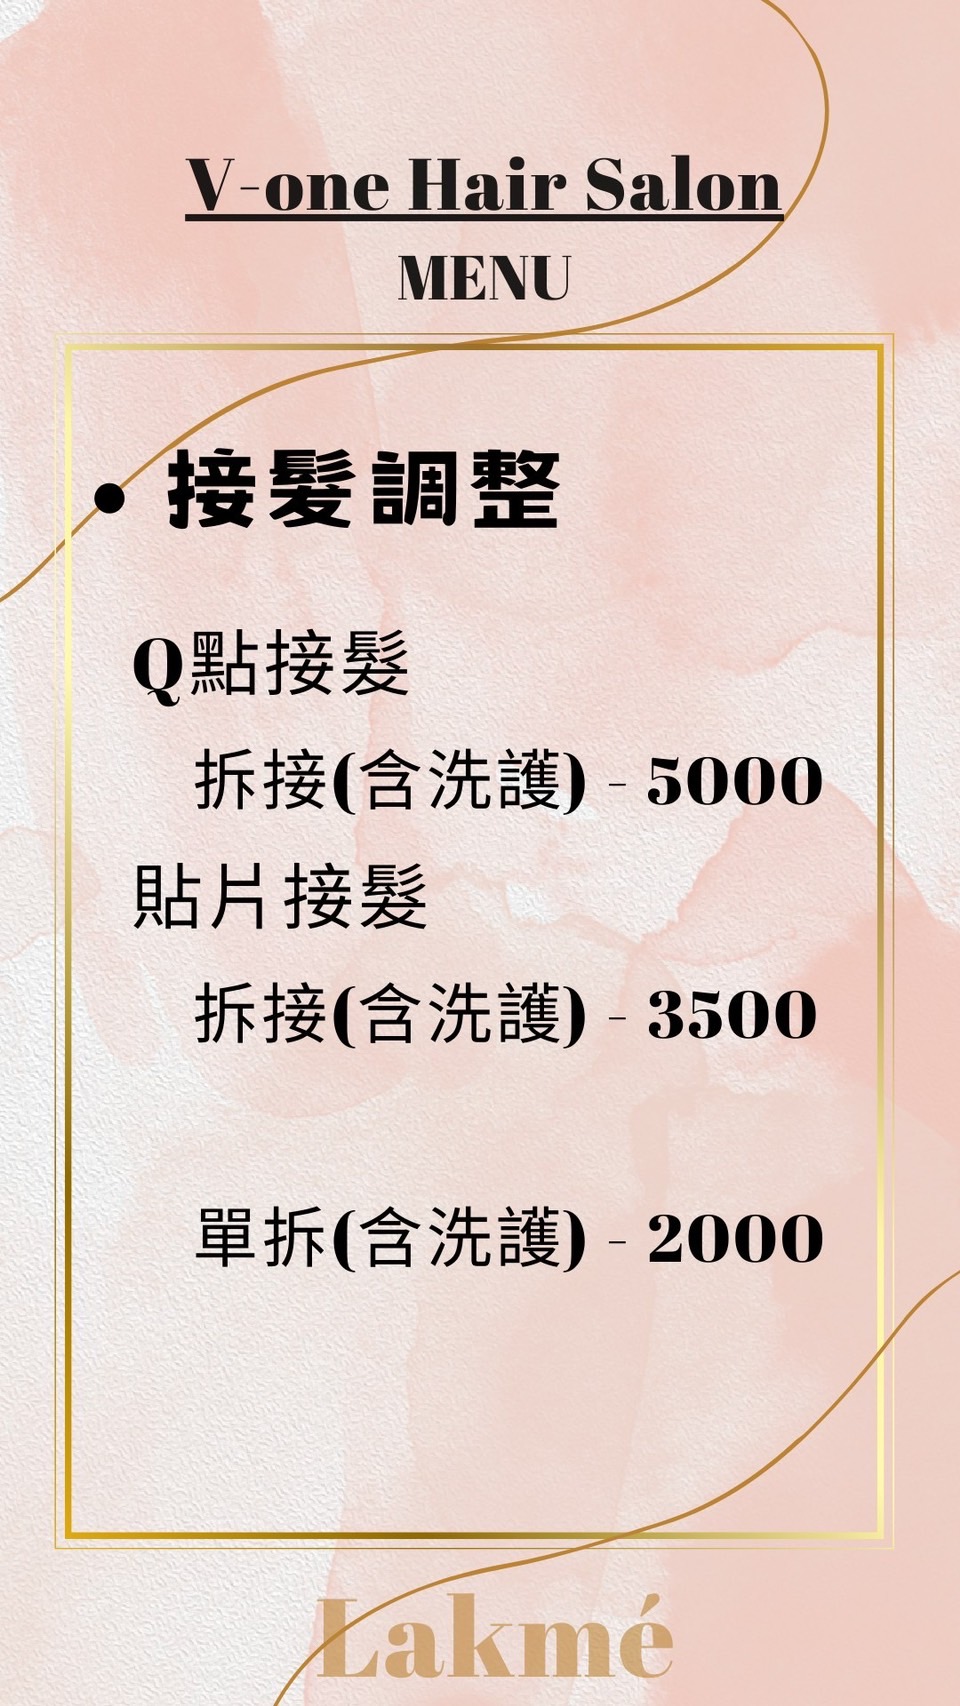 V-one Hair Salon
MENU
• 接髮調整
Q點接髮
拆接(含洗護) - 5000
貼片接髮
拆接(含洗護) - 3500
單拆(含洗護) - 2000
Lakmé